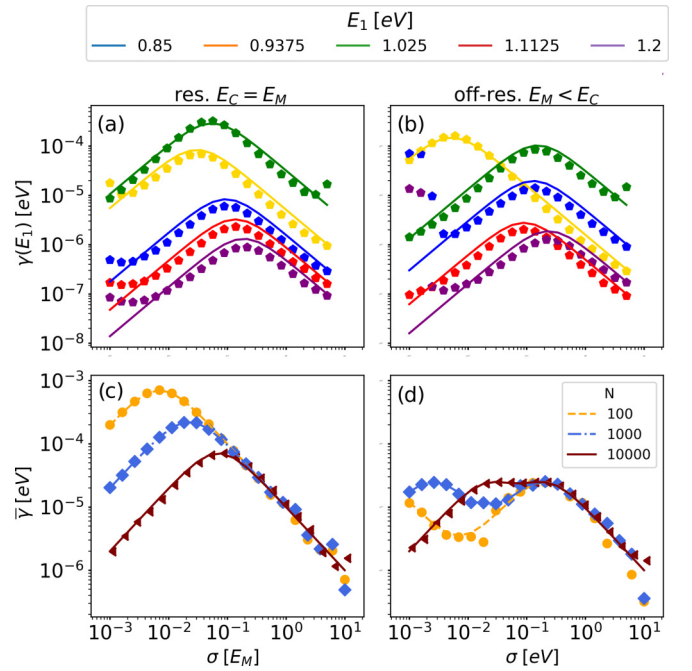 E₁ [eV]
0.85 0.9375 1.025 1.1125 1.2
res. E_C = E_M off-res. E_M < E_C
(a) (b)
γ(E₁) [eV]
10⁻⁴
10⁻⁵
10⁻⁶
10⁻⁷
10⁻⁸
(c) (d)
γ̅ [eV]
10⁻³
10⁻⁴
10⁻⁵
10⁻⁶
N
100
1000
10000
10⁻³ 10⁻² 10⁻¹ 10⁰ 10¹ 10⁻³ 10⁻² 10⁻¹ 10⁰ 10¹
σ [E_M] σ [eV]